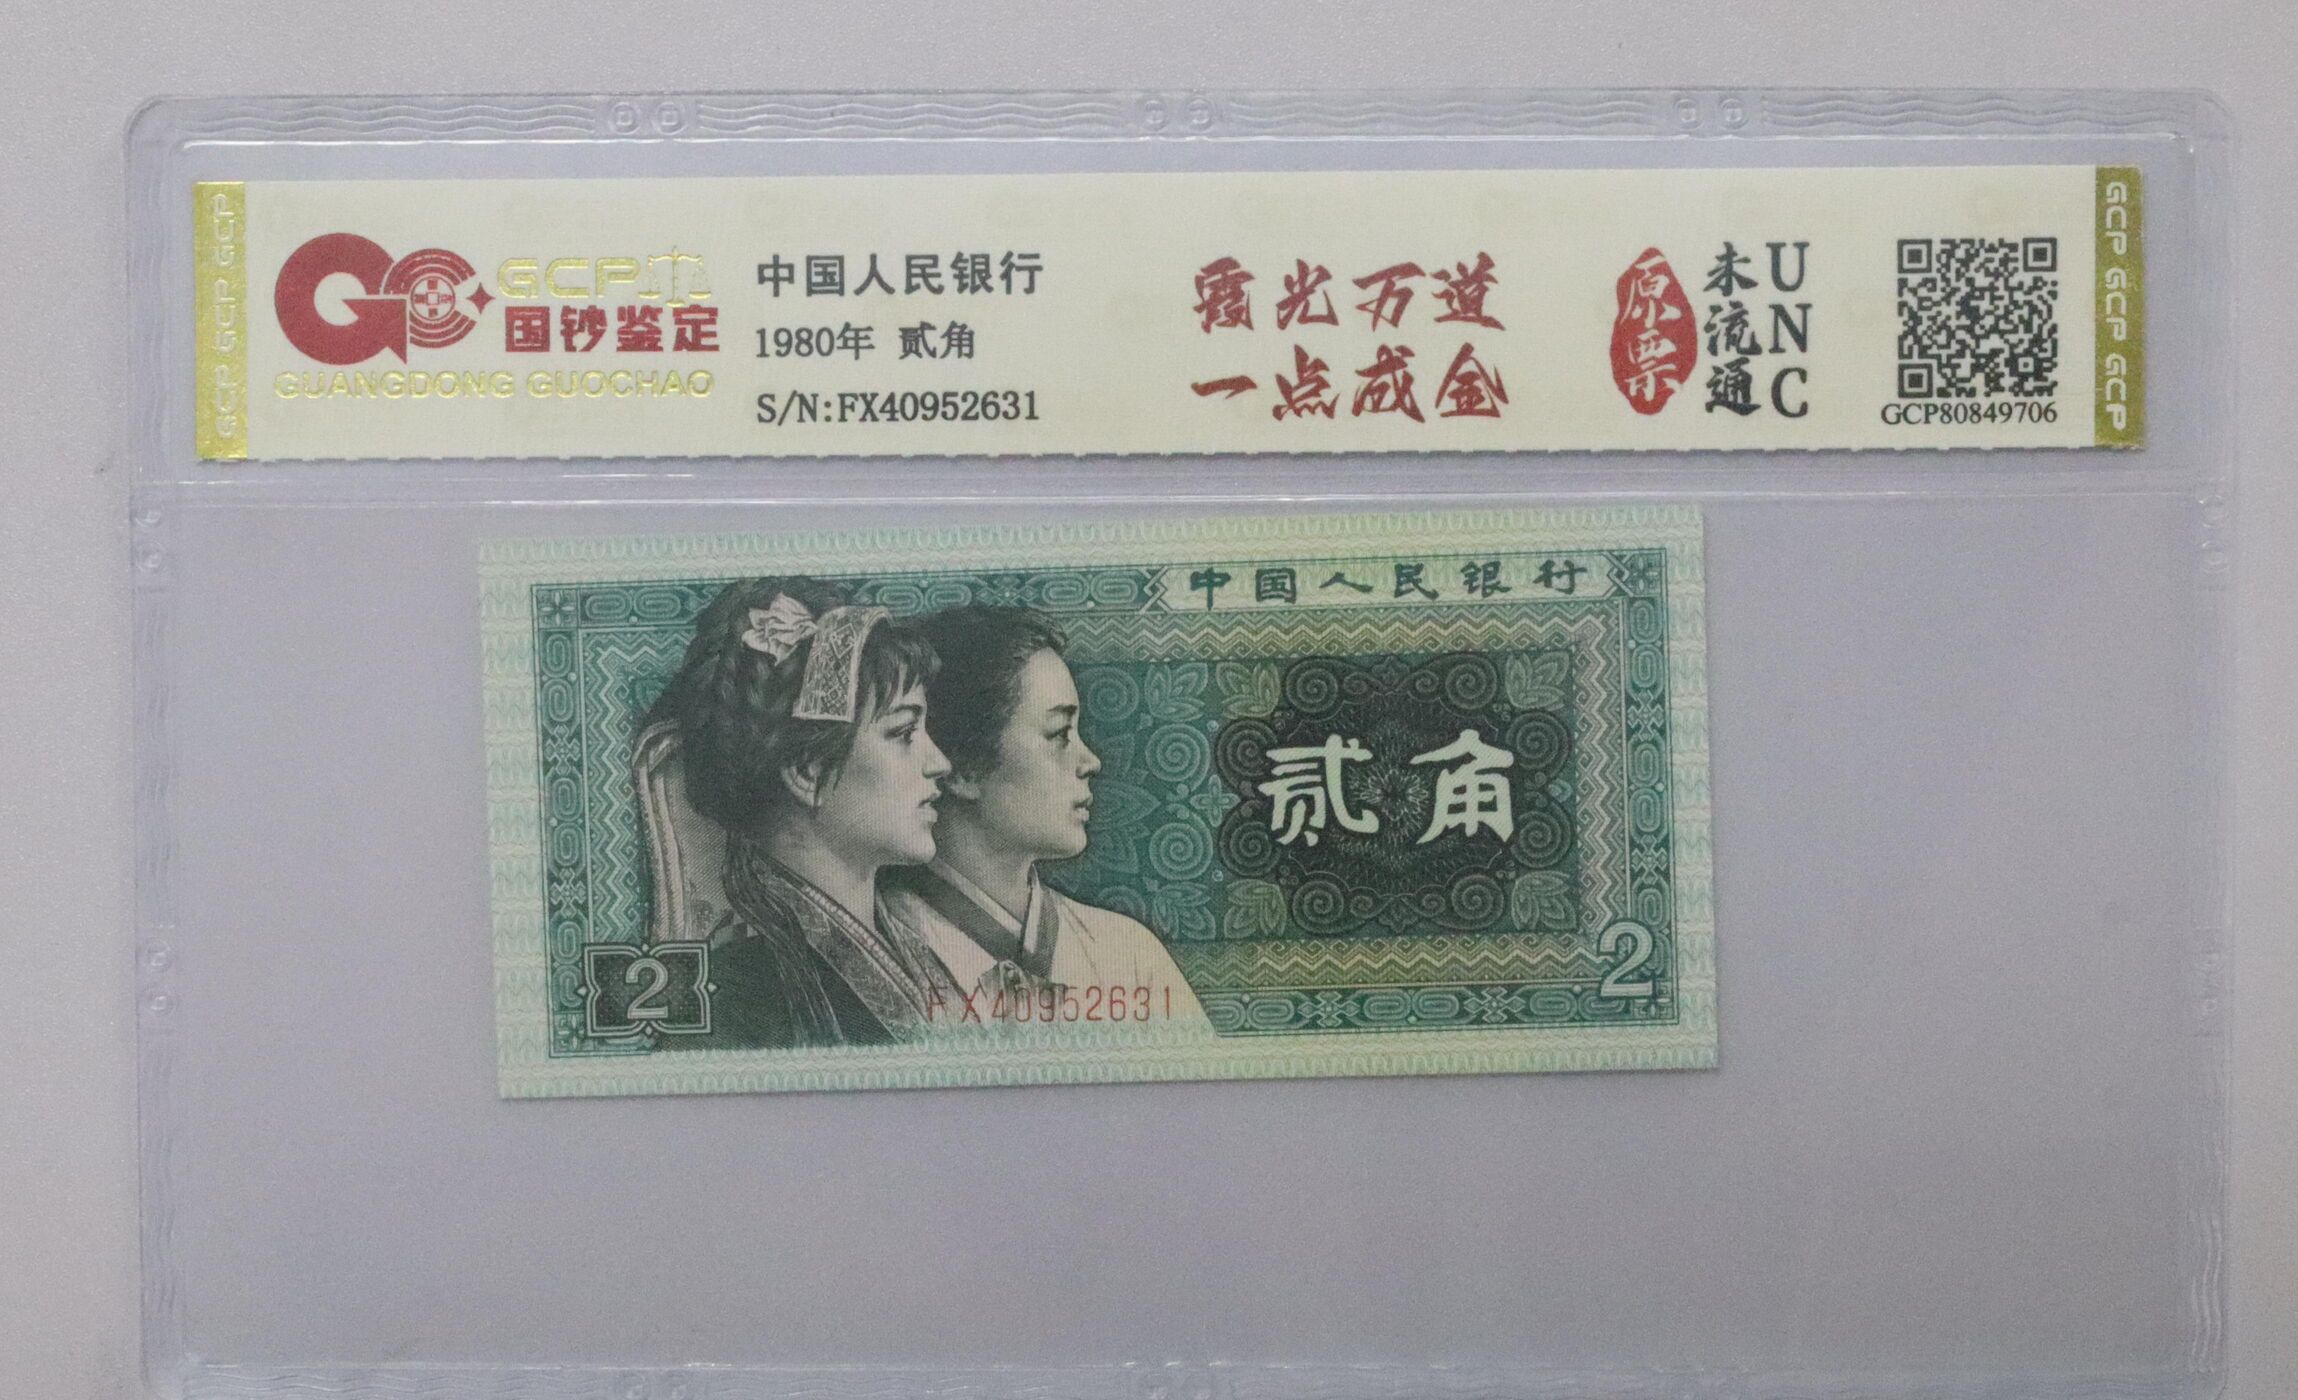 GCP
国钞鉴定
GUANGDONG GUOCHAO
中国人民银行
1980年 贰角
S/N:FX40952631
霞光万道
一点成金
原票
未流通
UNC
GCP80849706
GCP GCP GCP
GCP GCP GCP
中国人民银行
贰角
2
2
FX40952631